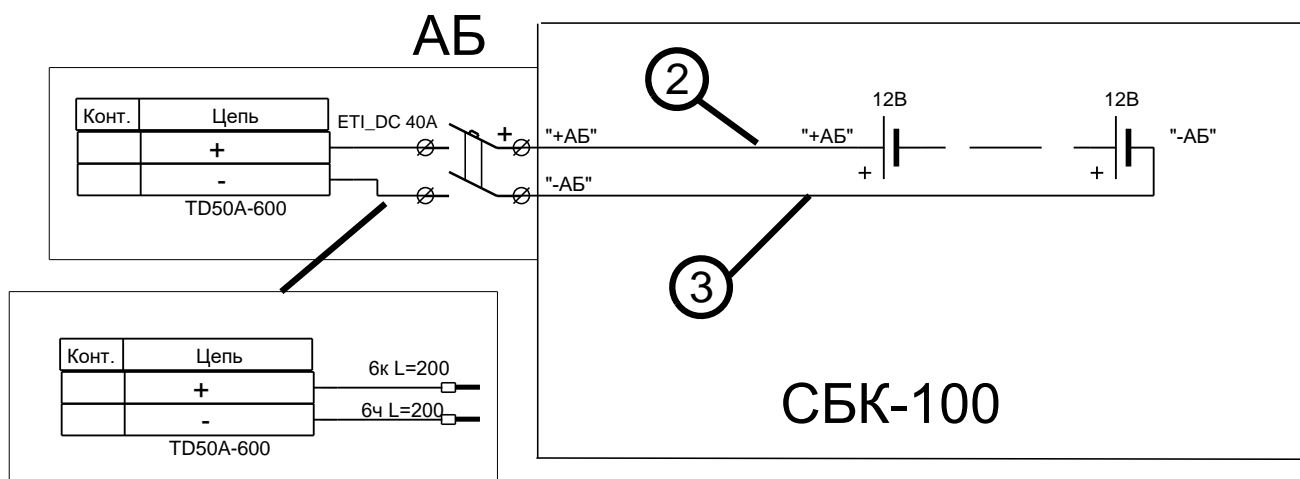 АБ
Конт. Цепь
+
-
TD50A-600
ETI_DC 40A
+
"+АБ"
"-АБ"
2
3
"+АБ"
12В
+
12В
+
"-АБ"
СБК-100
Конт. Цепь
+
-
TD50A-600
6к L=200
6ч L=200